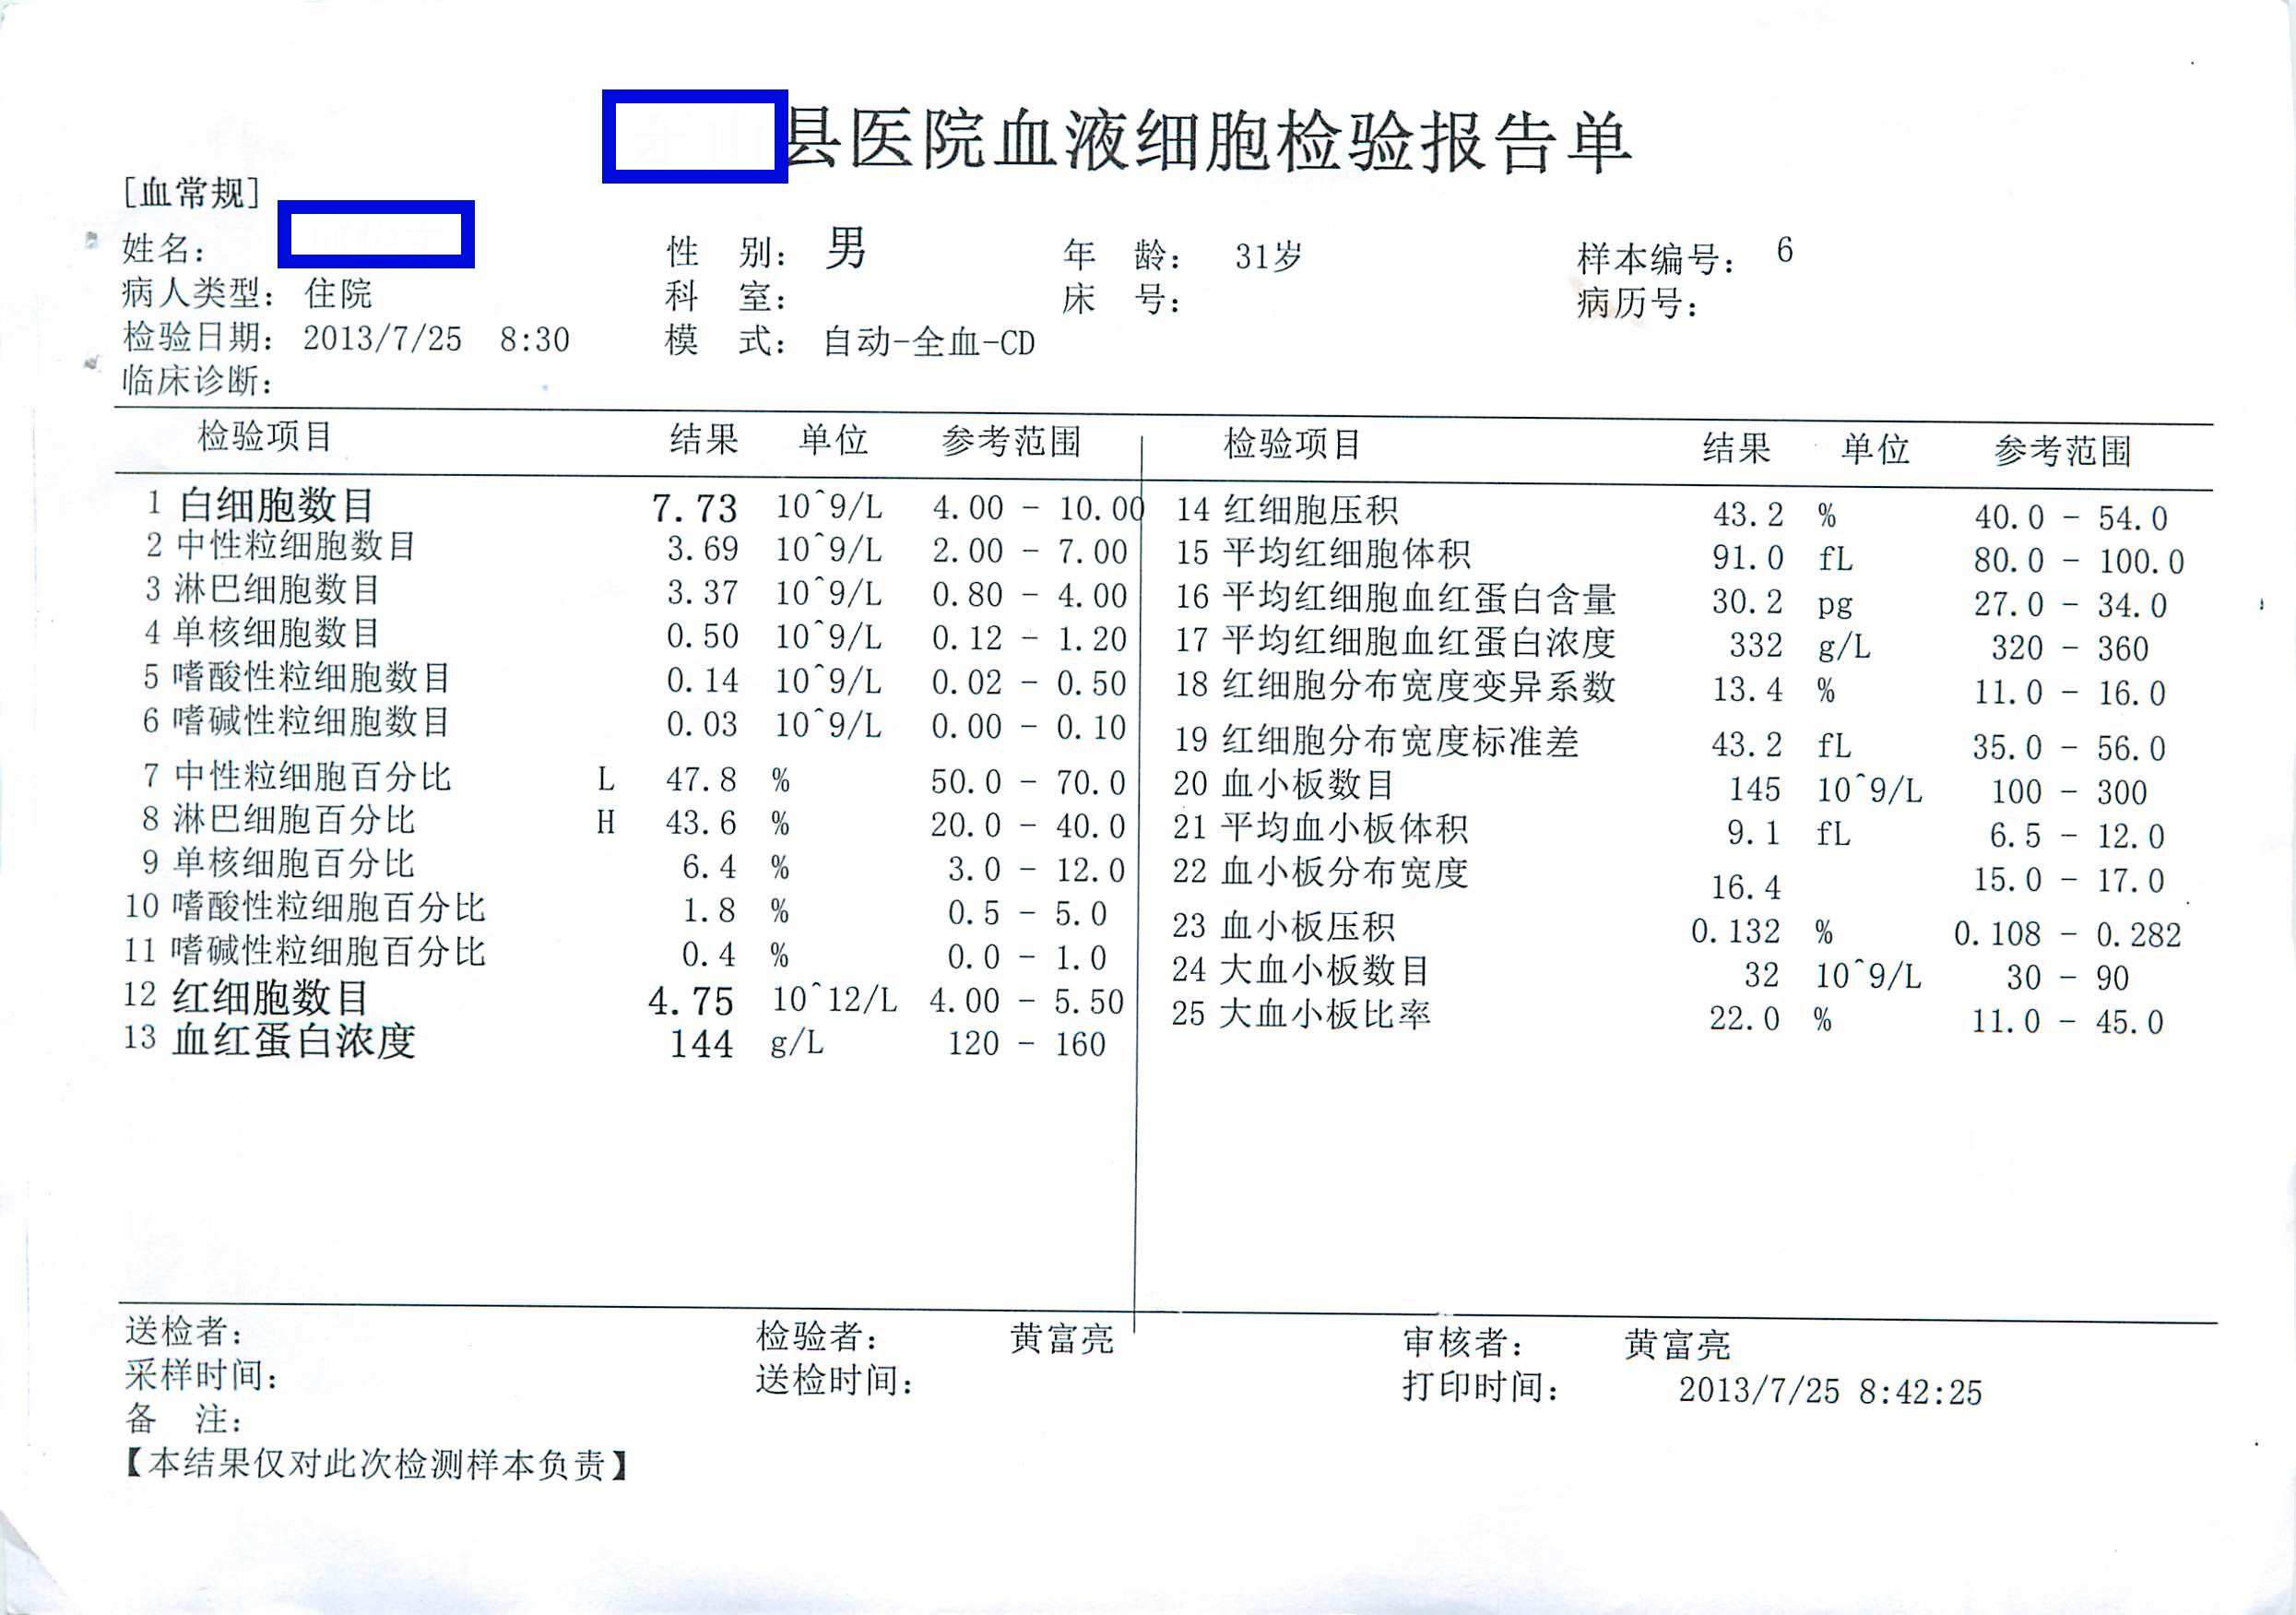 县医院血液细胞检验报告单
[血常规]
姓名：
性 别： 男
年 龄： 31岁
样本编号： 6
病人类型： 住院
科 室：
床 号：
病历号：
检验日期： 2013/7/25 8:30
模 式： 自动-全血-CD
临床诊断：
检验项目 结果 单位 参考范围
1 白细胞数目 7.73 10^9/L 4.00 - 10.00
2 中性粒细胞数目 3.69 10^9/L 2.00 - 7.00
3 淋巴细胞数目 3.37 10^9/L 0.80 - 4.00
4 单核细胞数目 0.50 10^9/L 0.12 - 1.20
5 嗜酸性粒细胞数目 0.14 10^9/L 0.02 - 0.50
6 嗜碱性粒细胞数目 0.03 10^9/L 0.00 - 0.10
7 中性粒细胞百分比 L 47.8 % 50.0 - 70.0
8 淋巴细胞百分比 H 43.6 % 20.0 - 40.0
9 单核细胞百分比 6.4 % 3.0 - 12.0
10 嗜酸性粒细胞百分比 1.8 % 0.5 - 5.0
11 嗜碱性粒细胞百分比 0.4 % 0.0 - 1.0
12 红细胞数目 4.75 10^12/L 4.00 - 5.50
13 血红蛋白浓度 144 g/L 120 - 160
检验项目 结果 单位 参考范围
14 红细胞压积 43.2 % 40.0 - 54.0
15 平均红细胞体积 91.0 fL 80.0 - 100.0
16 平均红细胞血红蛋白含量 30.2 pg 27.0 - 34.0
17 平均红细胞血红蛋白浓度 332 g/L 320 - 360
18 红细胞分布宽度变异系数 13.4 % 11.0 - 16.0
19 红细胞分布宽度标准差 43.2 fL 35.0 - 56.0
20 血小板数目 145 10^9/L 100 - 300
21 平均血小板体积 9.1 fL 6.5 - 12.0
22 血小板分布宽度 16.4 15.0 - 17.0
23 血小板压积 0.132 % 0.108 - 0.282
24 大血小板数目 32 10^9/L 30 - 90
25 大血小板比率 22.0 % 11.0 - 45.0
送检者：
检验者： 黄富亮
审核者： 黄富亮
采样时间：
送检时间：
打印时间： 2013/7/25 8:42:25
备 注：
【本结果仅对此次检测样本负责】